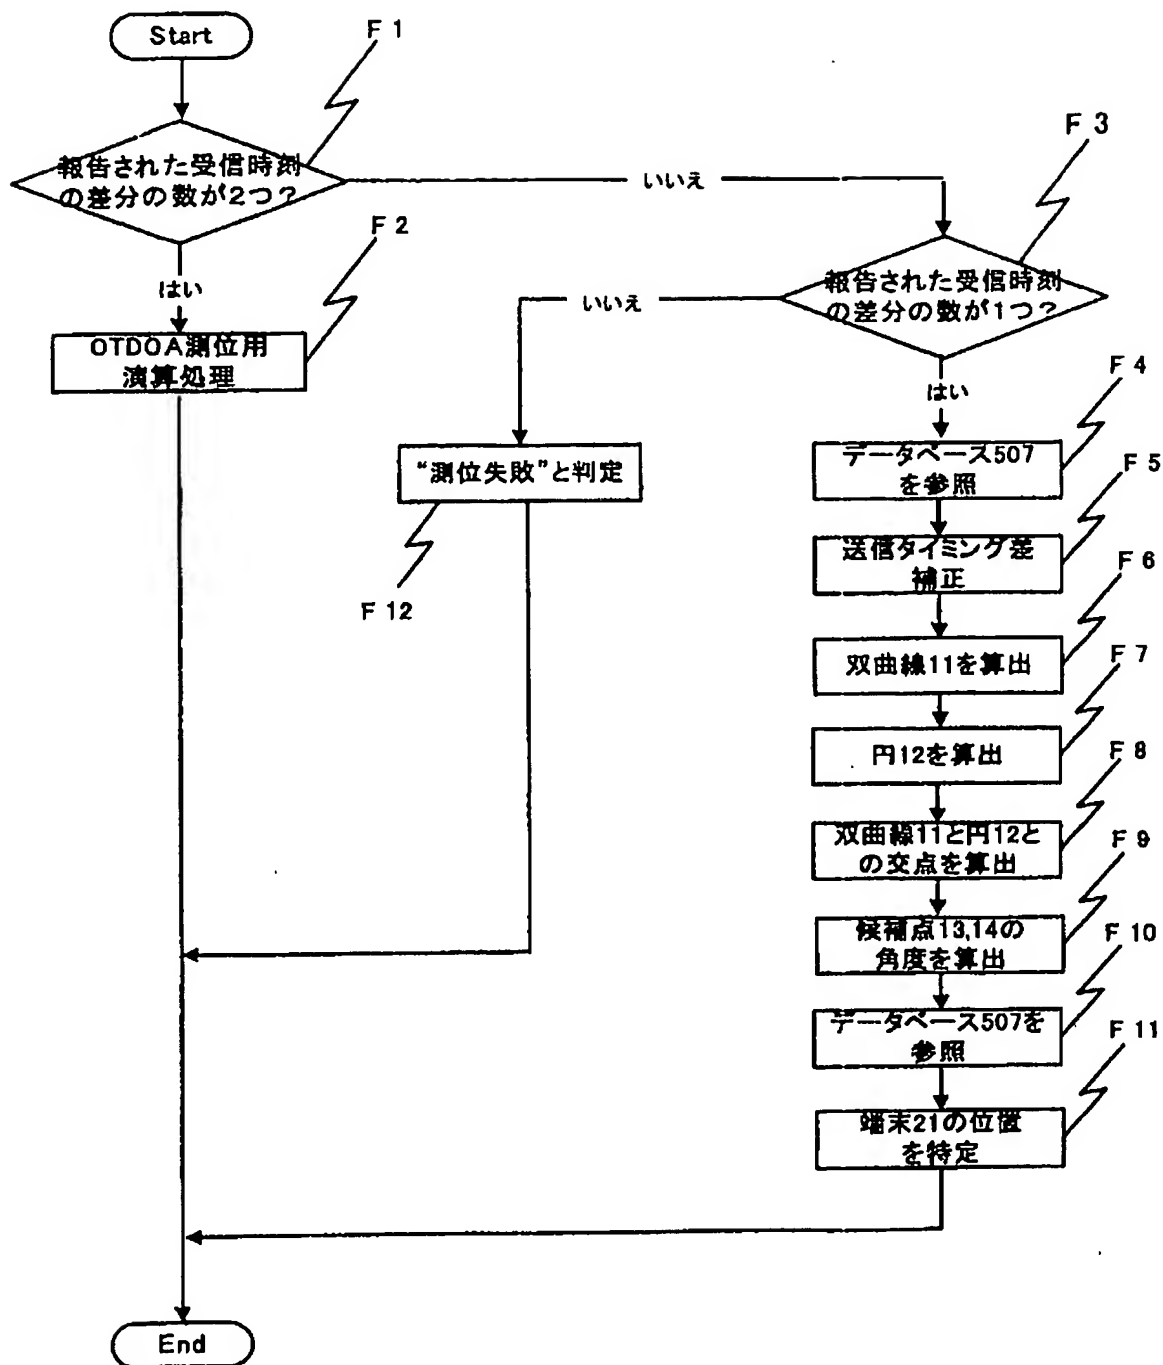 Start
F 1
報告された受信時刻
の差分の数が2つ？
いいえ
F 3
F 2
はい
報告された受信時刻
の差分の数が1つ？
いいえ
OTDOA測位用
演算処理
はい
F 4
データベース507
を参照
“測位失敗”と判定
F 12
F 5
送信タイミング差
補正
F 6
双曲線11を算出
F 7
円12を算出
F 8
双曲線11と円12と
の交点を算出
F 9
候補点13,14の
角度を算出
F 10
データベース507を
参照
F 11
端末21の位置
を特定
End